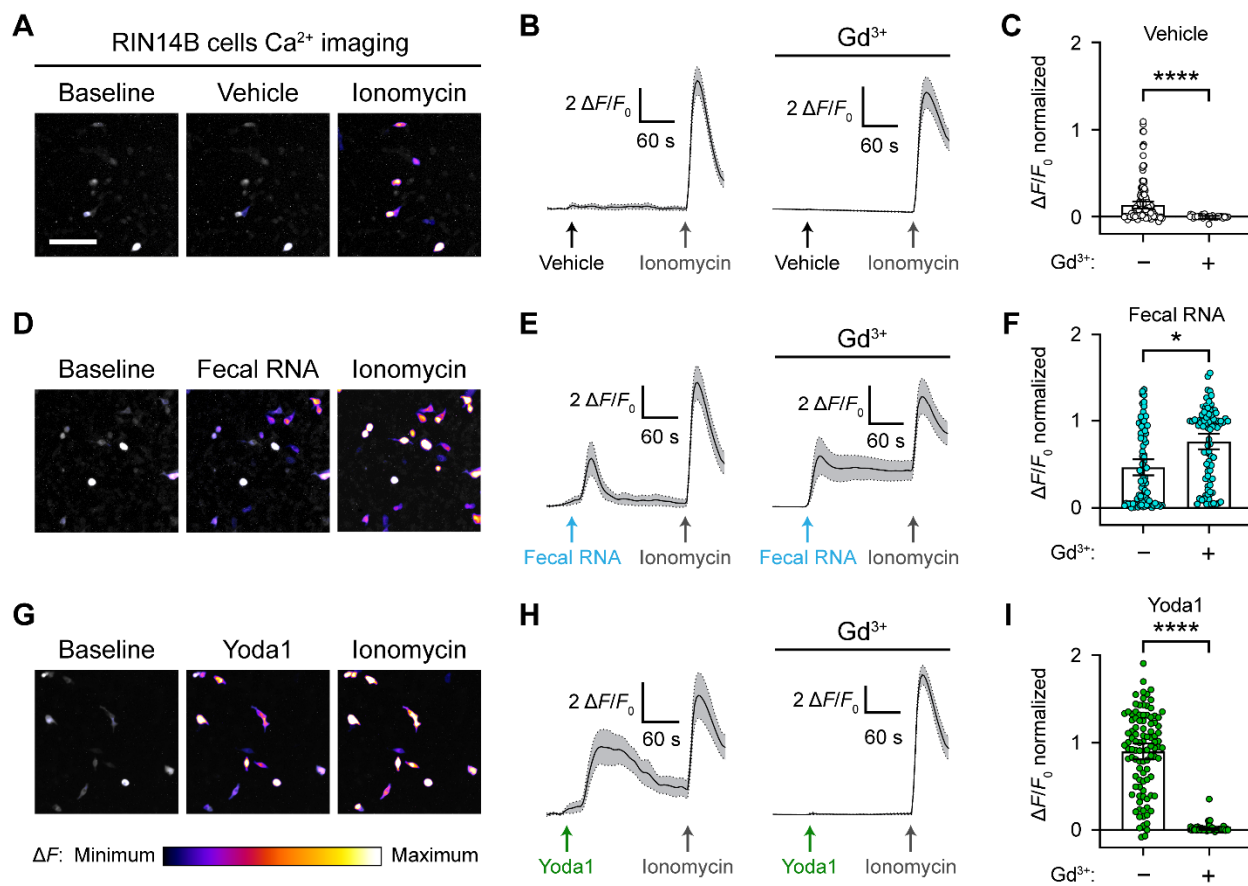 A
RIN14B cells Ca²⁺ imaging
Baseline Vehicle Ionomycin
B
Gd³⁺
2 ΔF/F₀
60 s
2 ΔF/F₀
60 s
Vehicle Ionomycin Vehicle Ionomycin
C
Vehicle
****
ΔF/F₀ normalized
2
1
0
Gd³⁺: − +
D
Baseline Fecal RNA Ionomycin
E
Gd³⁺
2 ΔF/F₀
60 s
2 ΔF/F₀
60 s
Fecal RNA Ionomycin Fecal RNA Ionomycin
F
Fecal RNA
*
ΔF/F₀ normalized
2
1
0
Gd³⁺: − +
G
Baseline Yoda1 Ionomycin
ΔF: Minimum Maximum
H
Gd³⁺
2 ΔF/F₀
60 s
2 ΔF/F₀
60 s
Yoda1 Ionomycin Yoda1 Ionomycin
I
Yoda1
****
ΔF/F₀ normalized
2
1
0
Gd³⁺: − +